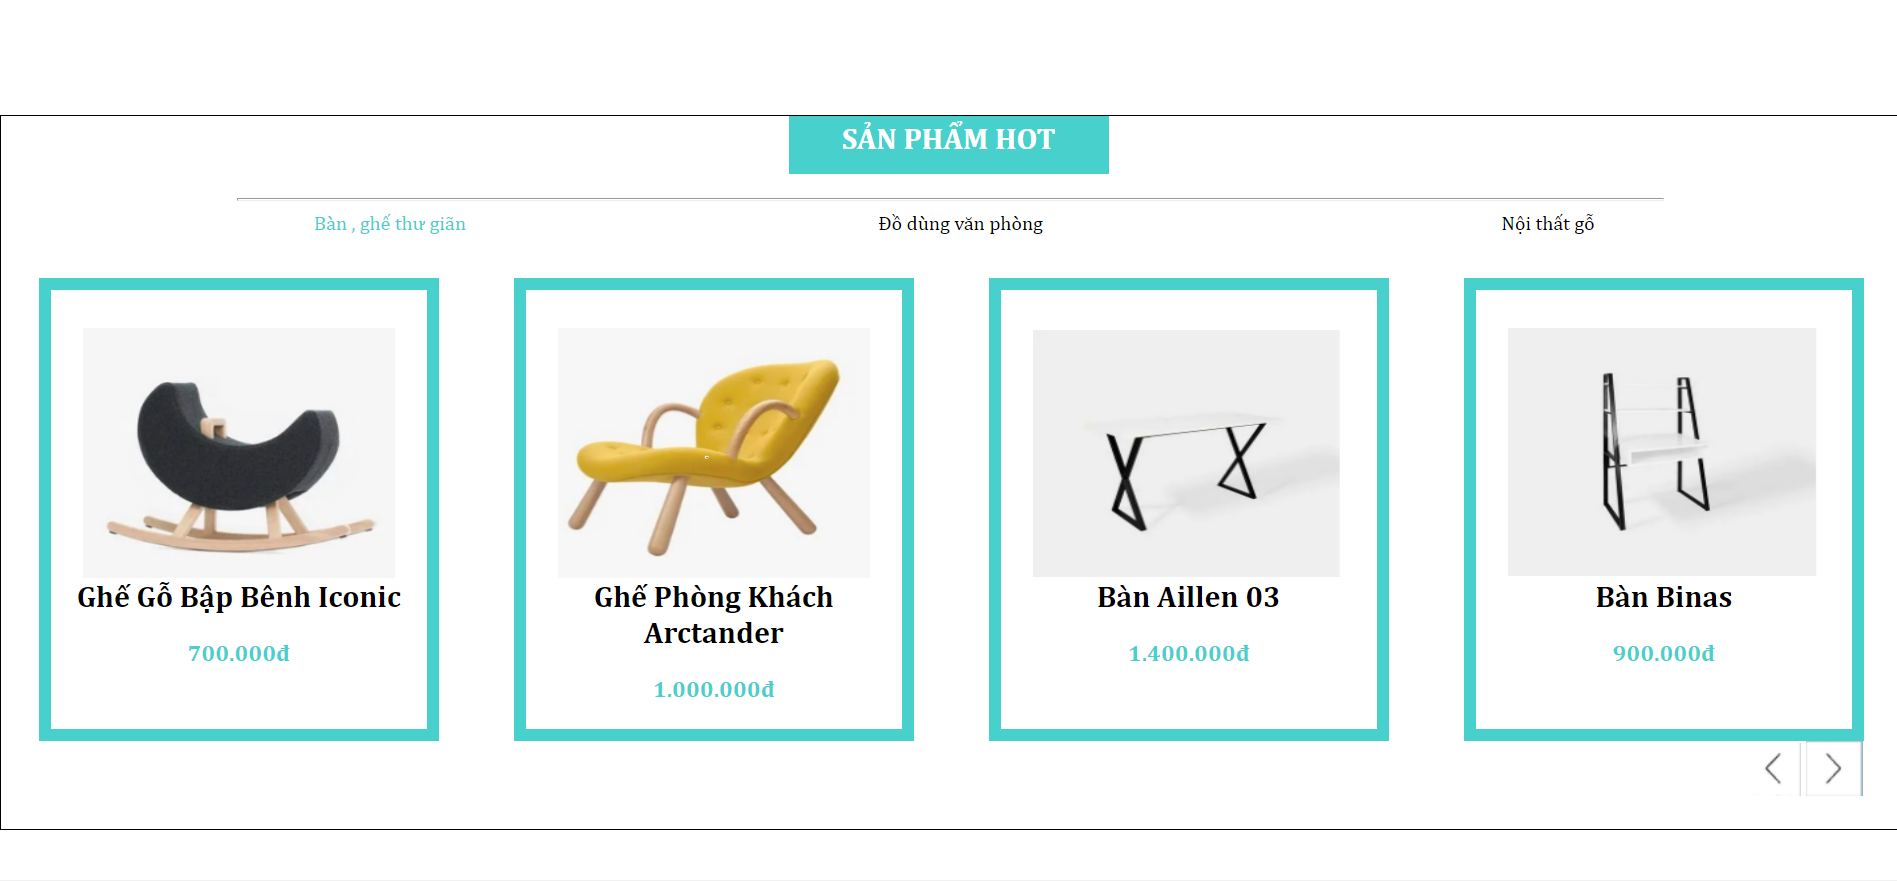 SẢN PHẨM HOT
Bàn , ghế thư giãn
Đồ dùng văn phòng
Nội thất gỗ
Ghế Gỗ Bập Bênh Iconic
700.000đ
Ghế Phòng Khách
Arctander
1.000.000đ
Bàn Aillen 03
1.400.000đ
Bàn Binas
900.000đ